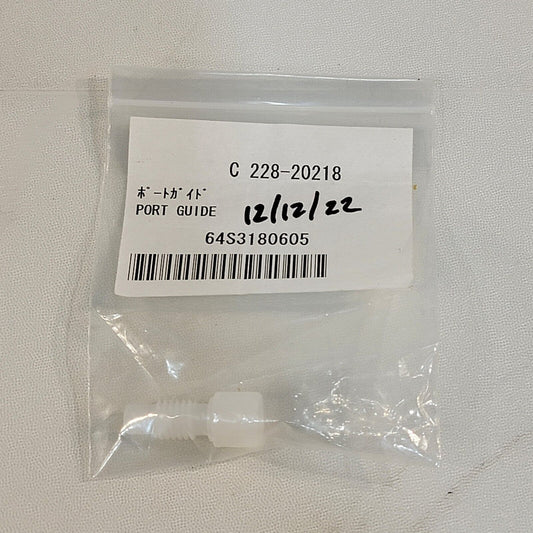 C 228-20218
ﾎﾟｰﾄｶﾞｲﾄﾞ
PORT GUIDE 12/12/22
64S3180605